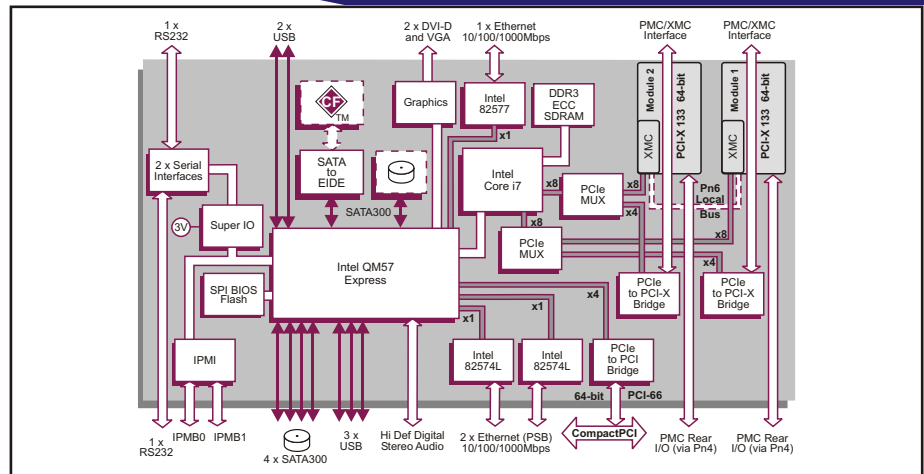 1 x
RS232
2 x
USB
2 x DVI-D
and VGA
1 x Ethernet
10/100/1000Mbps
PMC/XMC
Interface
PMC/XMC
Interface
CF
TM
Graphics
Intel
82577
DDR3
ECC
SDRAM
Module 2
PCI-X 133 64-bit
XMC
Module 1
PCI-X 133 64-bit
XMC
x1
2 x Serial
Interfaces
SATA
to
EIDE
SATA300
Intel
Core i7
x8
PCIe
MUX
x8
x4
Pn6
Local
Bus
3V
Super IO
x8
PCIe
MUX
x8
x4
Intel QM57
Express
SPI BIOS
Flash
x4
x1
x1
PCIe
to PCI-X
Bridge
PCIe
to PCI-X
Bridge
IPMI
Intel
82574L
Intel
82574L
PCIe
to PCI
Bridge
64-bit
PCI-66
1 x
RS232
IPMB0
IPMB1
4 x SATA300
3 x
USB
Hi Def Digital
Stereo Audio
2 x Ethernet (PSB)
10/100/1000Mbps
CompactPCI
PMC Rear
I/O (via Pn4)
PMC Rear
I/O (via Pn4)